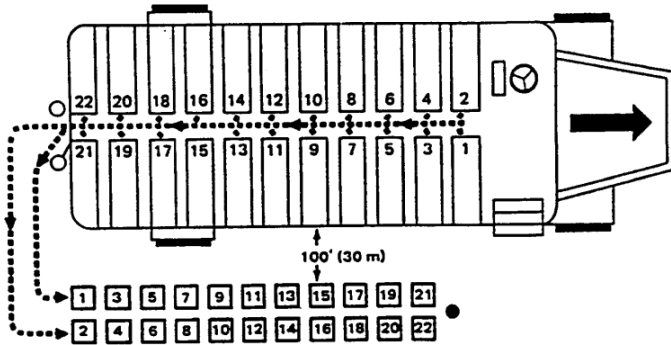 22 20 18 16 14 12 10 8 6 4 2
21 19 17 15 13 11 9 7 5 3 1
100' (30 m)
1 3 5 7 9 11 13 15 17 19 21
2 4 6 8 10 12 14 16 18 20 22